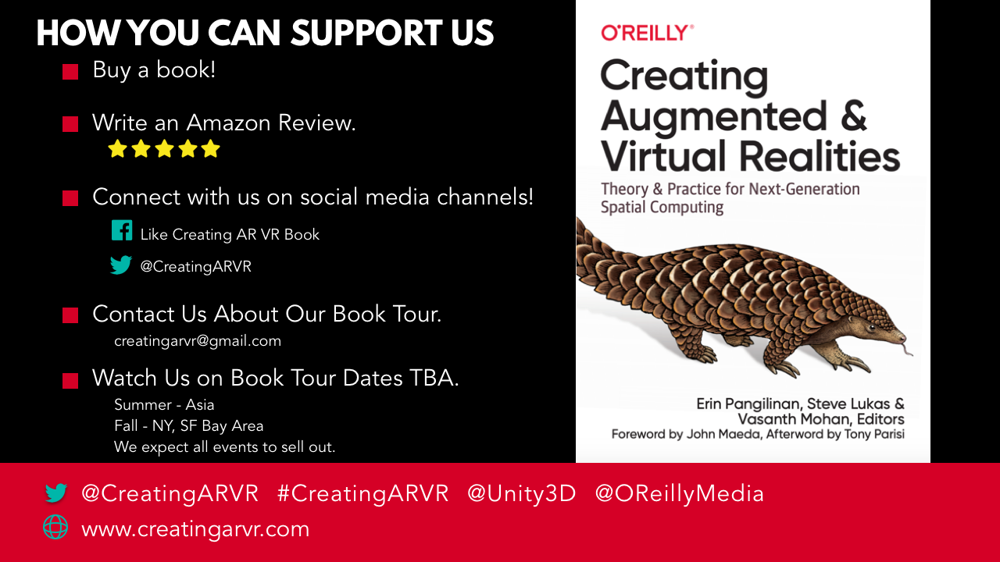 HOW YOU CAN SUPPORT US
Buy a book!
Write an Amazon Review.
Connect with us on social media channels!
Like Creating AR VR Book
@CreatingARVR
Contact Us About Our Book Tour.
creatingarvr@gmail.com
Watch Us on Book Tour Dates TBA.
Summer - Asia
Fall - NY, SF Bay Area
We expect all events to sell out.
O'REILLY®
Creating
Augmented &
Virtual Realities
Theory & Practice for Next-Generation
Spatial Computing
Erin Pangilinan, Steve Lukas &
Vasanth Mohan, Editors
Foreword by John Maeda, Afterword by Tony Parisi
@CreatingARVR #CreatingARVR @Unity3D @OReillyMedia
www.creatingarvr.com